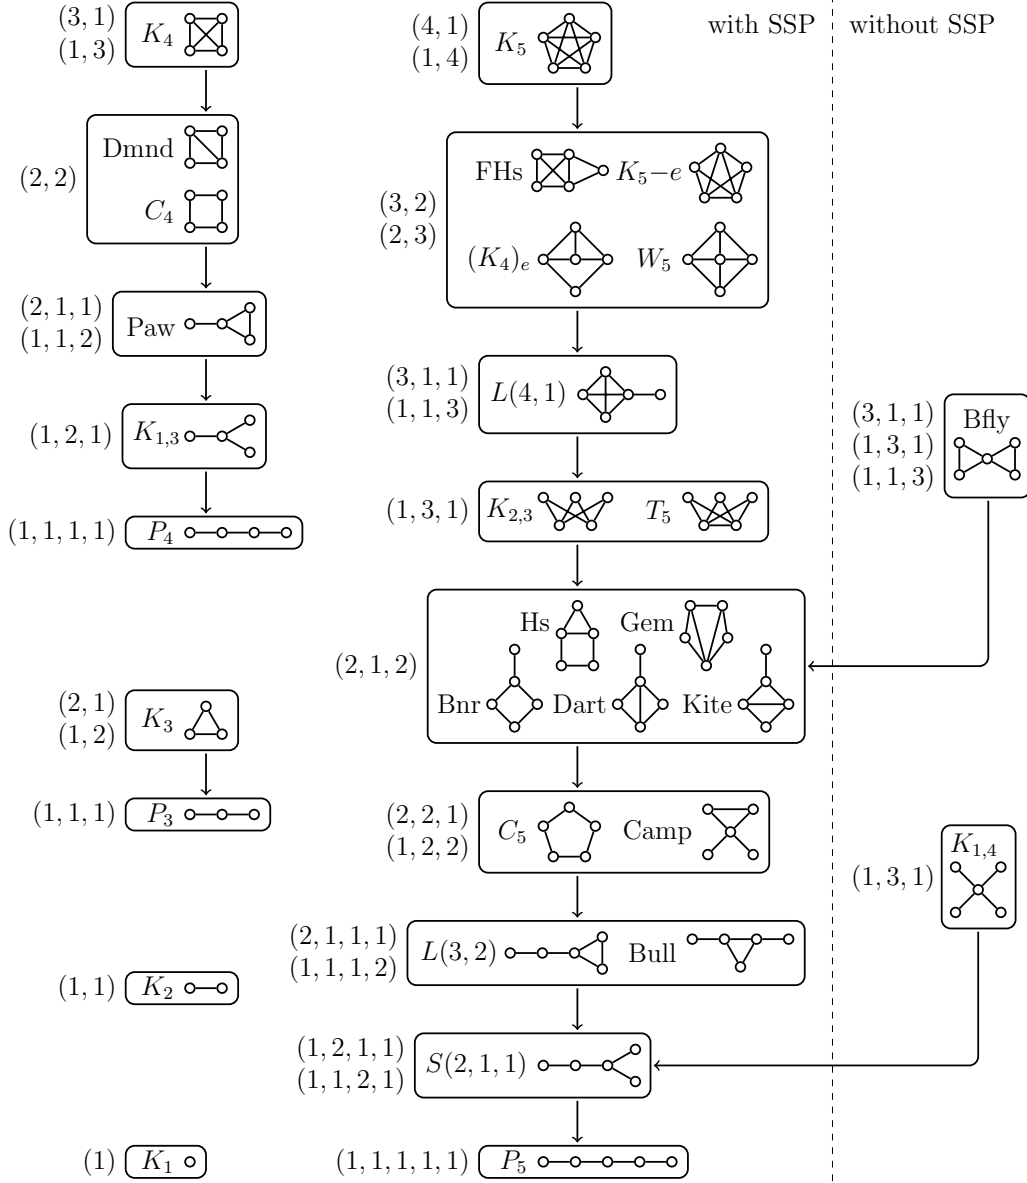 (3, 1)
(1, 3)
K₄
Dmnd
(2, 2)
C₄
(2, 1, 1)
(1, 1, 2)
Paw
(1, 2, 1)
K₁,₃
(1, 1, 1, 1)
P₄
(2, 1)
(1, 2)
K₃
(1, 1, 1)
P₃
(1, 1)
K₂
(1)
K₁
with SSP
(4, 1)
(1, 4)
K₅
FHs
K₅−e
(3, 2)
(2, 3)
(K₄)ₑ
W₅
(3, 1, 1)
(1, 1, 3)
L(4, 1)
(1, 3, 1)
K₂,₃
T₅
Hs
Gem
(2, 1, 2)
Bnr
Dart
Kite
(2, 2, 1)
(1, 2, 2)
C₅
Camp
(2, 1, 1, 1)
(1, 1, 1, 2)
L(3, 2)
Bull
(1, 2, 1, 1)
(1, 1, 2, 1)
S(2, 1, 1)
(1, 1, 1, 1, 1)
P₅
without SSP
(3, 1, 1)
(1, 3, 1)
(1, 1, 3)
Bfly
(1, 3, 1)
K₁,₄